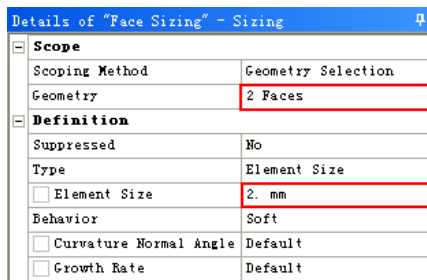 Details of "Face Sizing" - Sizing
Scope
Scoping Method Geometry Selection
Geometry 2 Faces
Definition
Suppressed No
Type Element Size
Element Size 2. mm
Behavior Soft
Curvature Normal Angle Default
Growth Rate Default